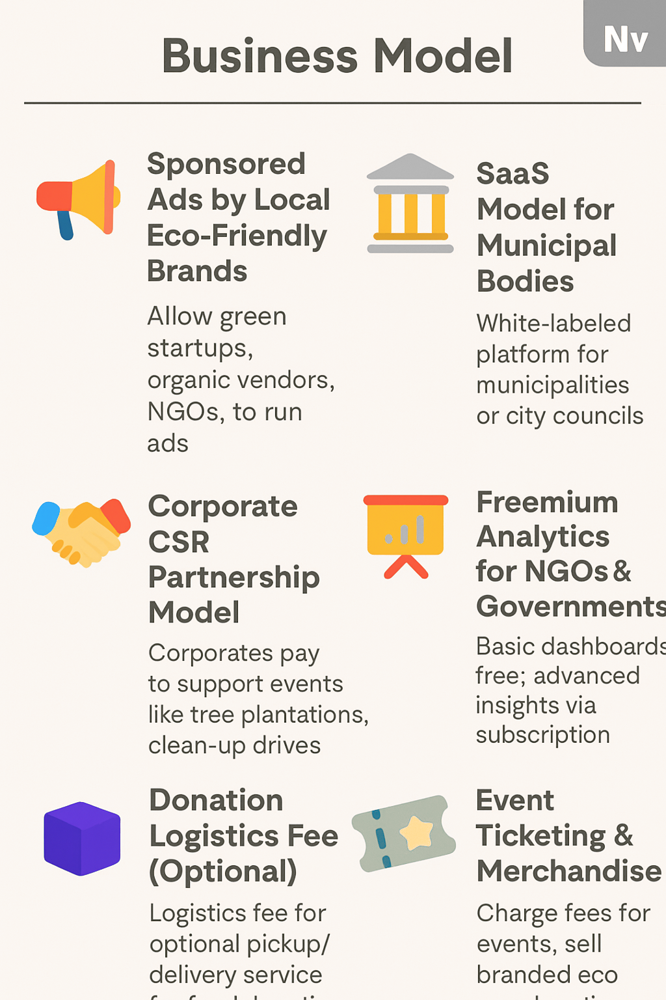 Business Model
Nv
Sponsored
Ads by Local
Eco-Friendly
Brands
Allow green
startups,
organic vendors,
NGOs, to run
ads
SaaS
Model for
Municipal
Bodies
White-labeled
platform for
municipalities
or city councils
Corporate
CSR
Partnership
Model
Corporates pay
to support events
like tree plantations,
clean-up drives
Freemium
Analytics
for NGOs &
Governments
Basic dashboards
free; advanced
insights via
subscription
Donation
Logistics Fee
(Optional)
Logistics fee for
optional pickup/
delivery service
Event
Ticketing &
Merchandise
Charge fees for
events, sell
branded eco